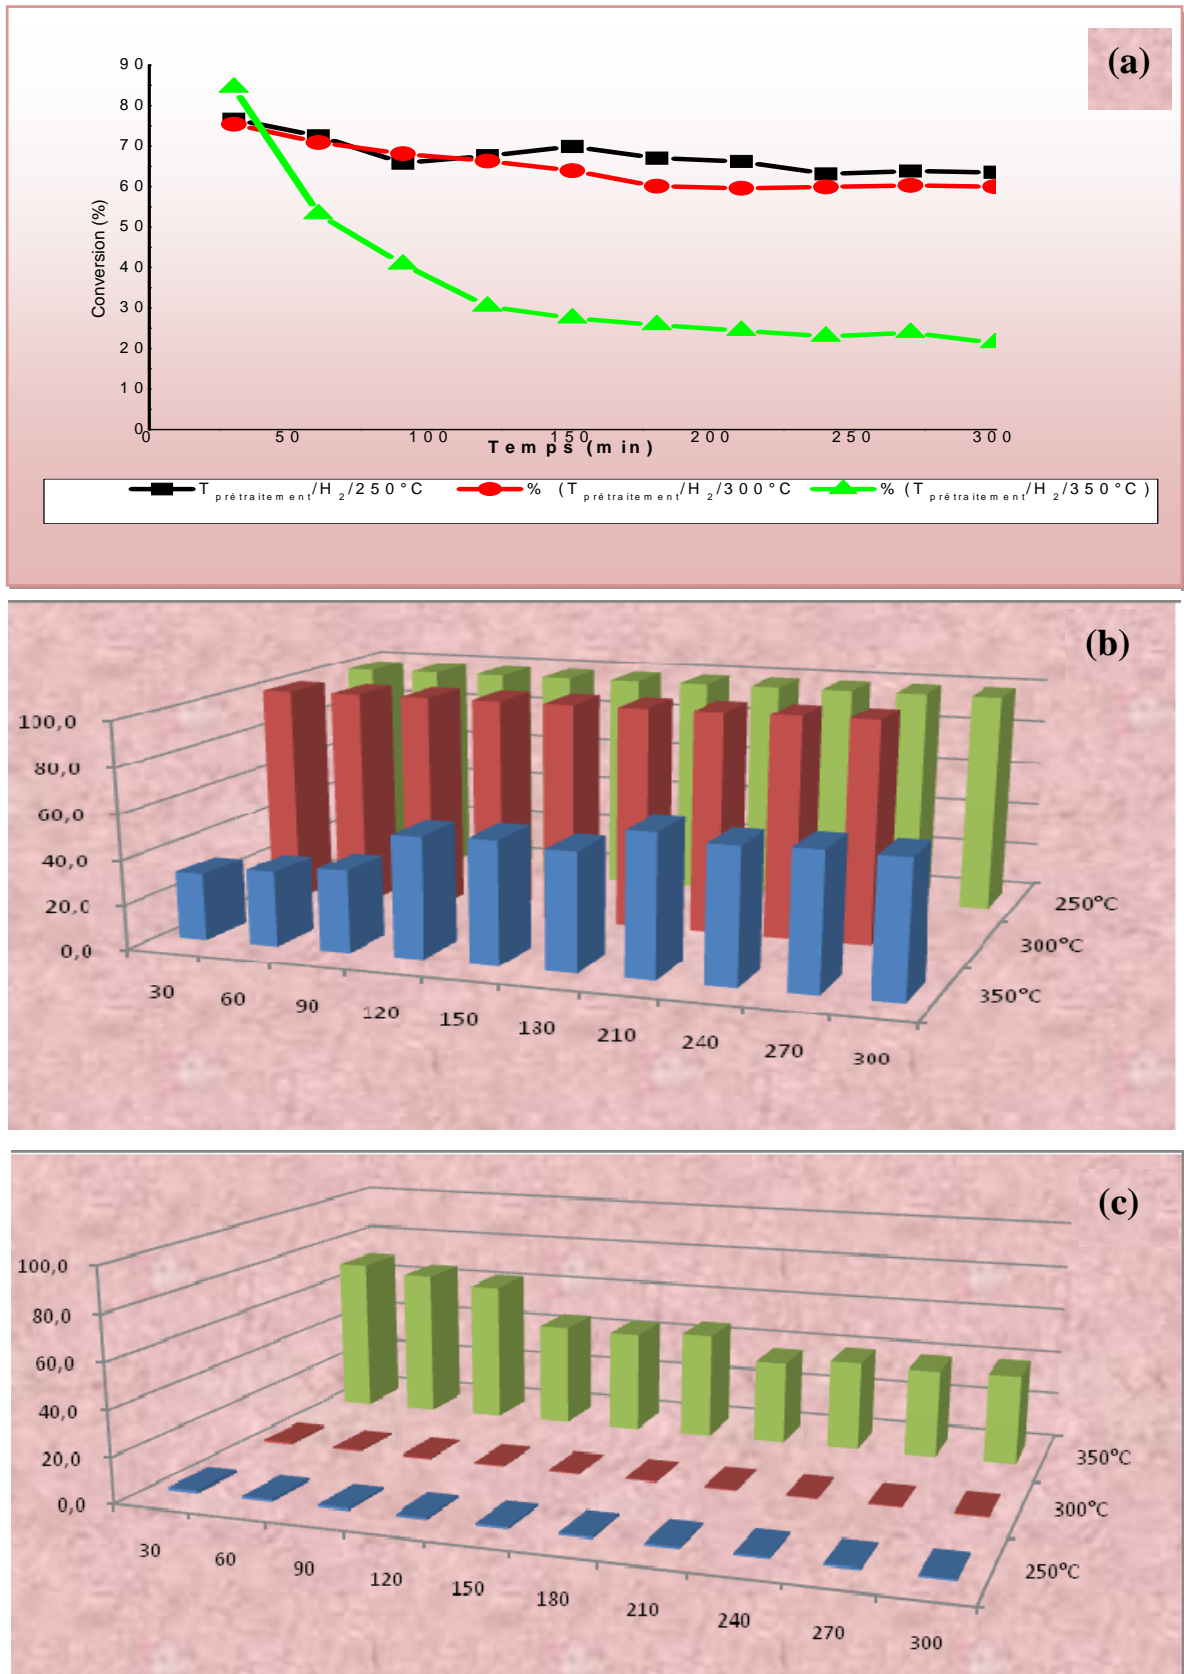 (a)
90
80
70
60
50
40
30
20
10
0
Conversion (%)
0 50 100 150 200 250 300
Temps (min)
T prétraitement/H2/250°C % (T prétraitement/H2/300°C % (T prétraitement/H2/350°C)
(b)
100,0
80,0
60,0
40,0
20,0
0,0
30 60 90 120 150 180 210 240 270 300
250°C
300°C
350°C
(c)
100,0
80,0
60,0
40,0
20,0
0,0
30 60 90 120 150 180 210 240 270 300
350°C
300°C
250°C